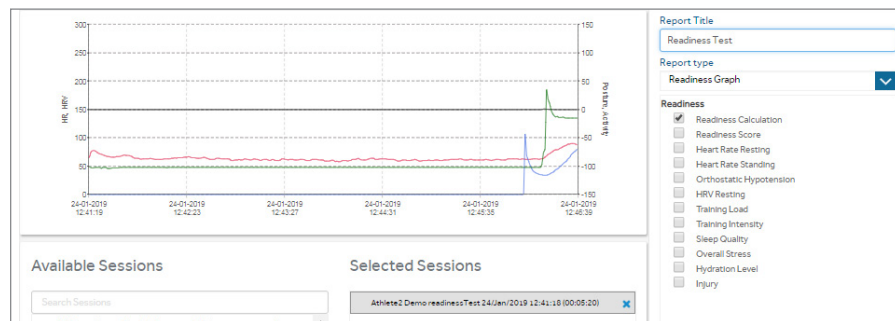 300
250
200
150
100
50
0
HR, HRV
150
100
50
0
-50
-100
-150
Posture, Activity
24-01-2019
12:41:19
24-01-2019
12:42:23
24-01-2019
12:43:27
24-01-2019
12:44:31
24-01-2019
12:45:35
24-01-2019
12:46:39
Available Sessions
Search Sessions
Selected Sessions
Athlete2 Demo readinessTest 24/Jan/2019 12:41:18 (00:05:20)
Report Title
Readiness Test
Report type
Readiness Graph
Readiness
Readiness Calculation
Readiness Score
Heart Rate Resting
Heart Rate Standing
Orthostatic Hypotension
HRV Resting
Training Load
Training Intensity
Sleep Quality
Overall Stress
Hydration Level
Injury